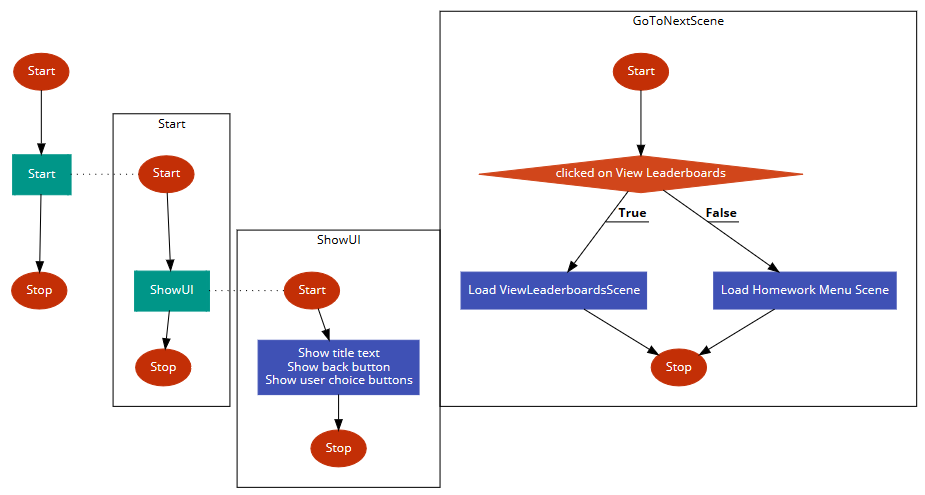 Start
Start
Stop
Start
Start
ShowUI
Stop
ShowUI
Start
Show title text
Show back button
Show user choice buttons
Stop
GoToNextScene
Start
clicked on View Leaderboards
True
False
Load ViewLeaderboardsScene
Load Homework Menu Scene
Stop